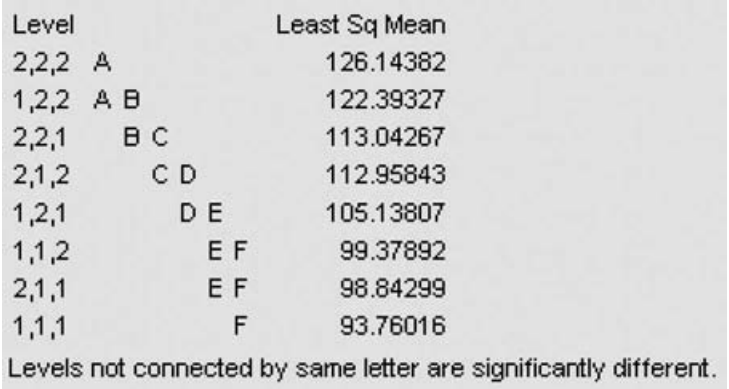 Level Least Sq Mean
2,2,2 A 126.14382
1,2,2 A B 122.39327
2,2,1 B C 113.04267
2,1,2 C D 112.95843
1,2,1 D E 105.13807
1,1,2 E F 99.37892
2,1,1 E F 98.84299
1,1,1 F 93.76016
Levels not connected by same letter are significantly different.